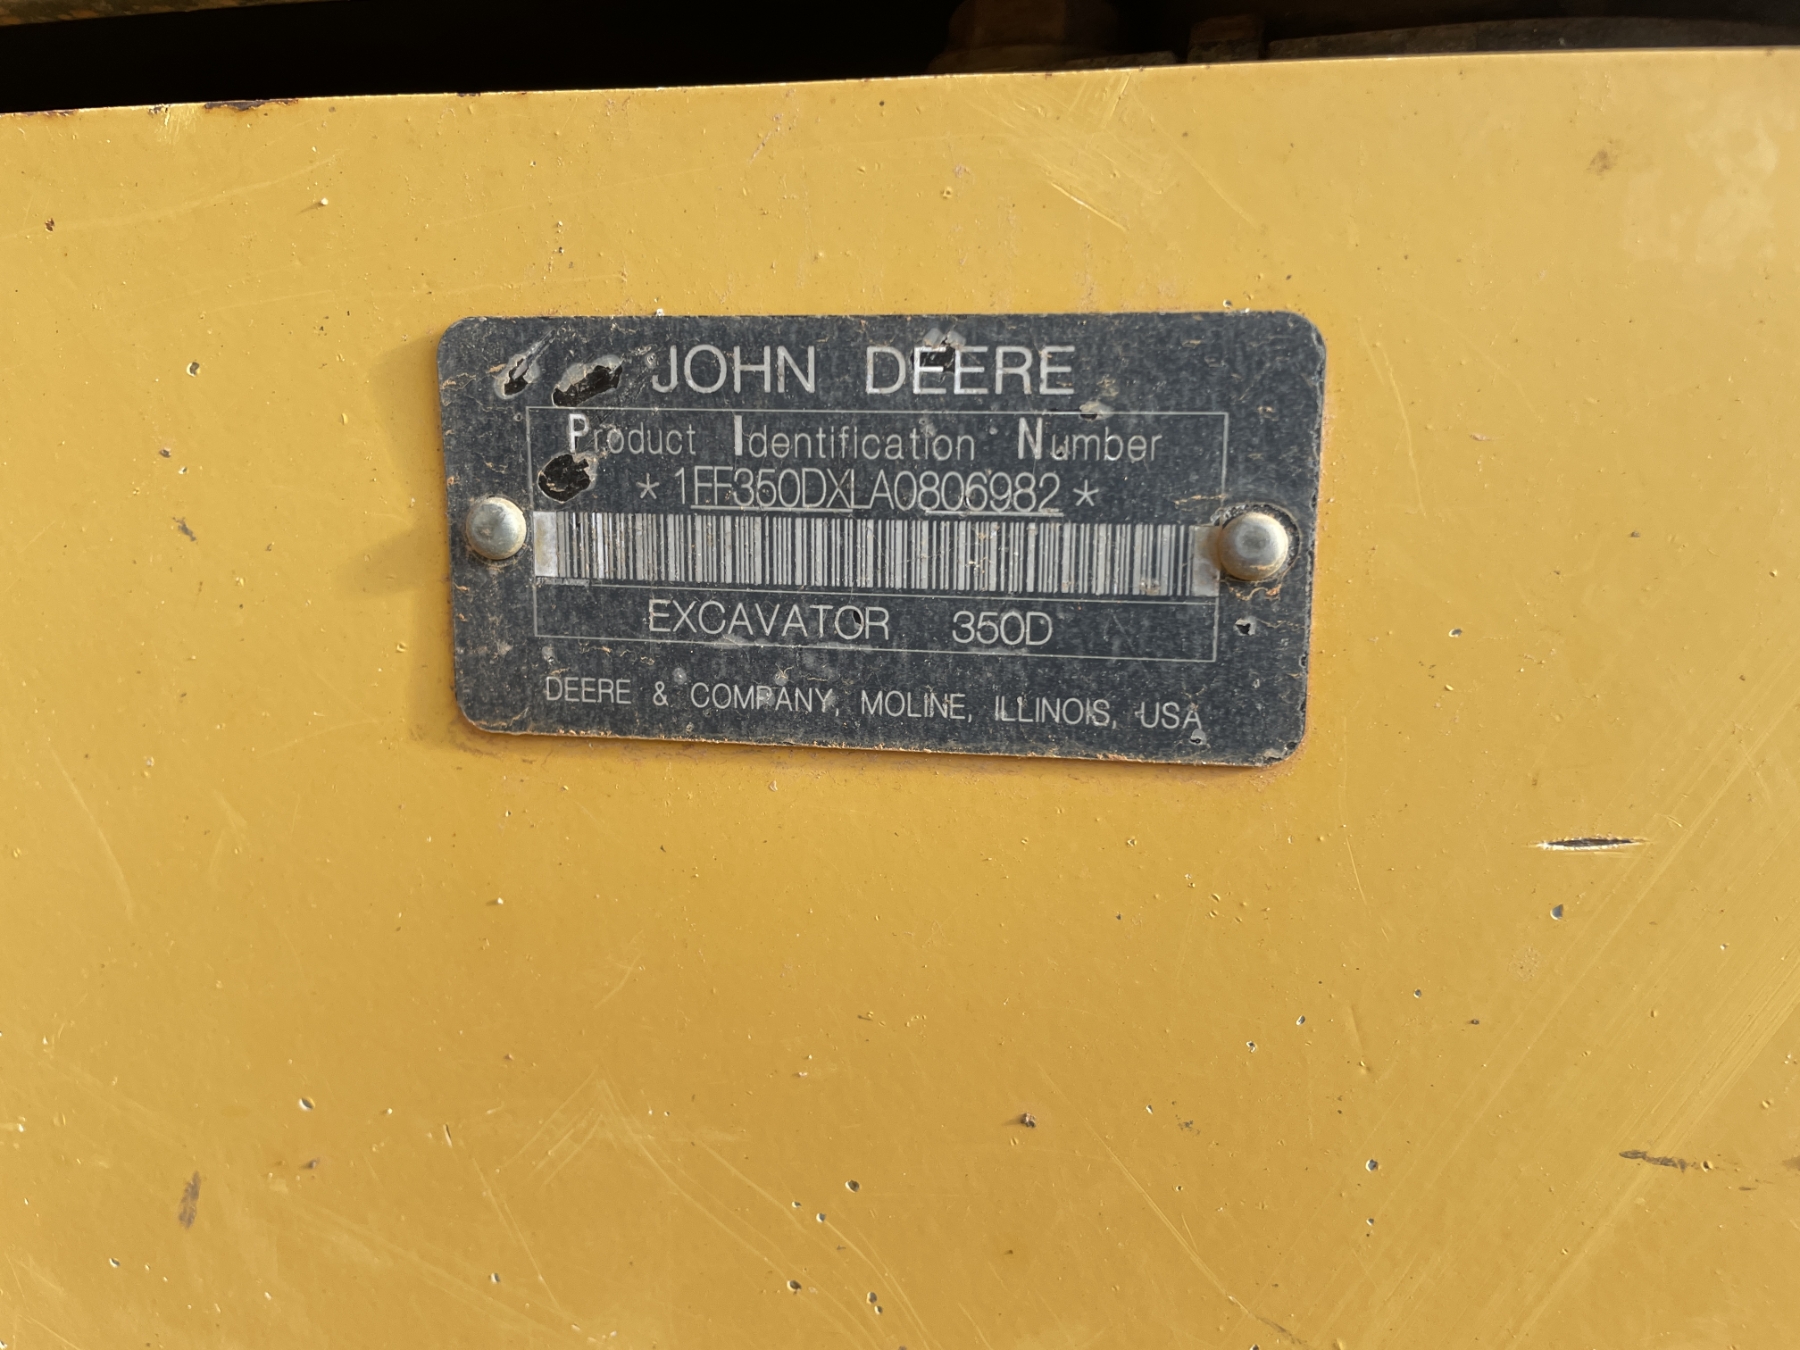 JOHN DEERE
Product Identification Number
*1FF350DXLA0806982*
EXCAVATOR 350D
DEERE & COMPANY, MOLINE, ILLINOIS, USA